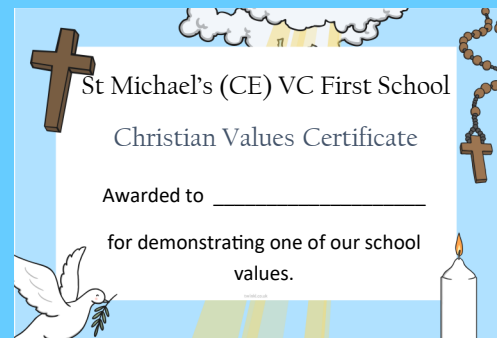 St Michael's (CE) VC First School
Christian Values Certificate
Awarded to ____________________
for demonstrating one of our school
values.